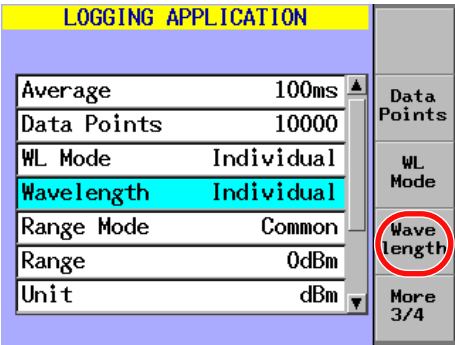 LOGGING APPLICATION
Average 100ms
Data Points 10000
WL Mode Individual
Wavelength Individual
Range Mode Common
Range 0dBm
Unit dBm
Data
Points
WL
Mode
Wave
length
More
3/4